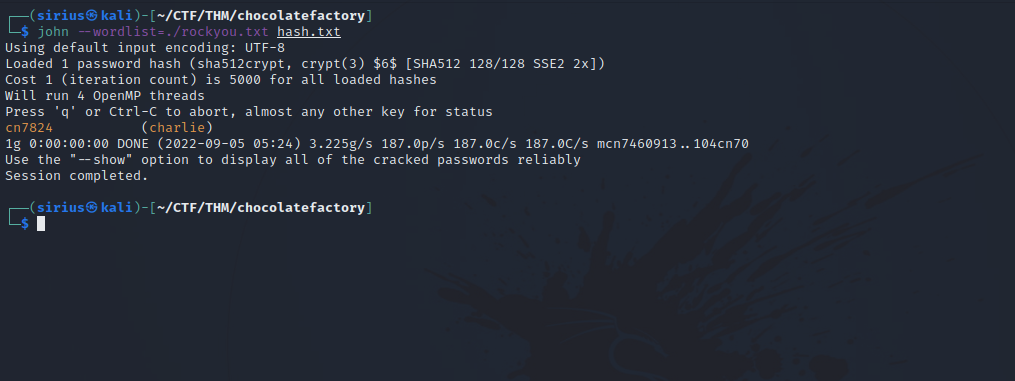 ┌──(sirius㉿kali)-[~/CTF/THM/chocolatefactory]
└─$ john --wordlist=./rockyou.txt hash.txt
Using default input encoding: UTF-8
Loaded 1 password hash (sha512crypt, crypt(3) $6$ [SHA512 128/128 SSE2 2x])
Cost 1 (iteration count) is 5000 for all loaded hashes
Will run 4 OpenMP threads
Press 'q' or Ctrl-C to abort, almost any other key for status
cn7824           (charlie)
1g 0:00:00:00 DONE (2022-09-05 05:24) 3.225g/s 187.0p/s 187.0c/s 187.0C/s mcn7460913..104cn70
Use the "--show" option to display all of the cracked passwords reliably
Session completed.
┌──(sirius㉿kali)-[~/CTF/THM/chocolatefactory]
└─$